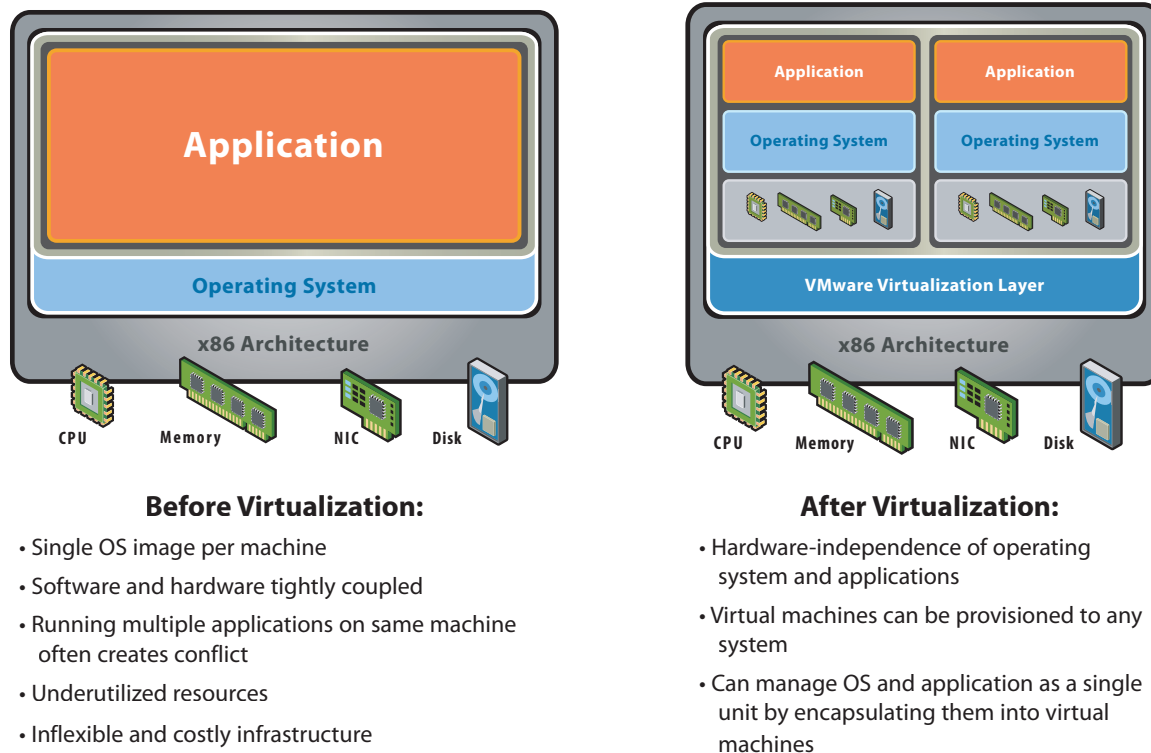 Application
Operating System
x86 Architecture
CPU
Memory
NIC
Disk
Before Virtualization:
• Single OS image per machine
• Software and hardware tightly coupled
• Running multiple applications on same machine
often creates conflict
• Underutilized resources
• Inflexible and costly infrastructure
Application
Application
Operating System
Operating System
VMware Virtualization Layer
x86 Architecture
CPU
Memory
NIC
Disk
After Virtualization:
• Hardware-independence of operating
system and applications
• Virtual machines can be provisioned to any
system
• Can manage OS and application as a single
unit by encapsulating them into virtual
machines